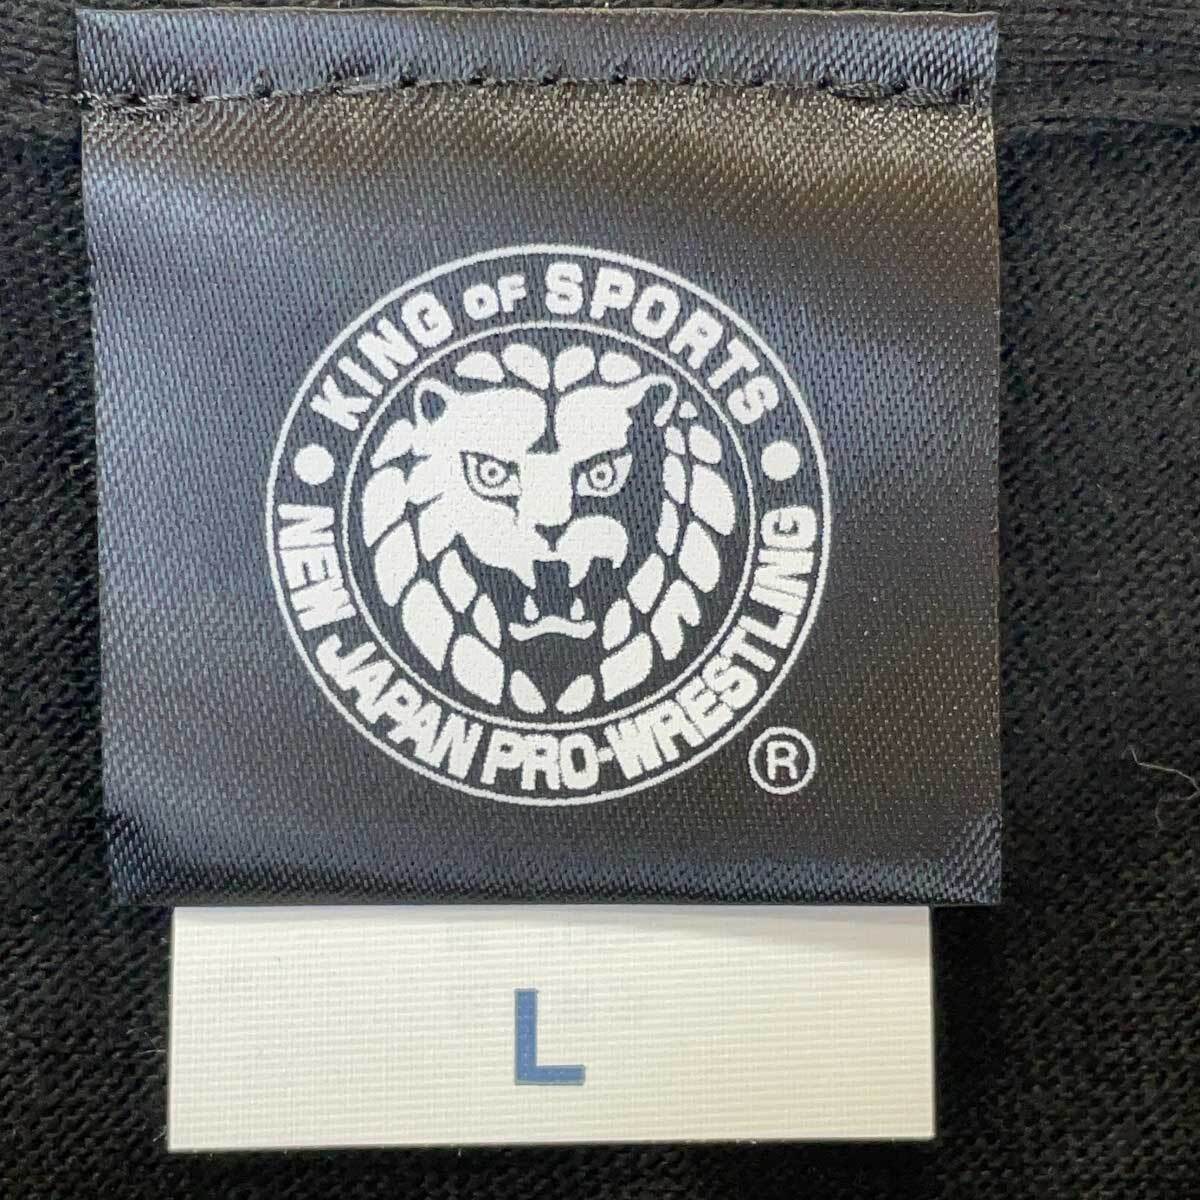 KING OF SPORTS
NEW JAPAN PRO-WRESTLING
®
L